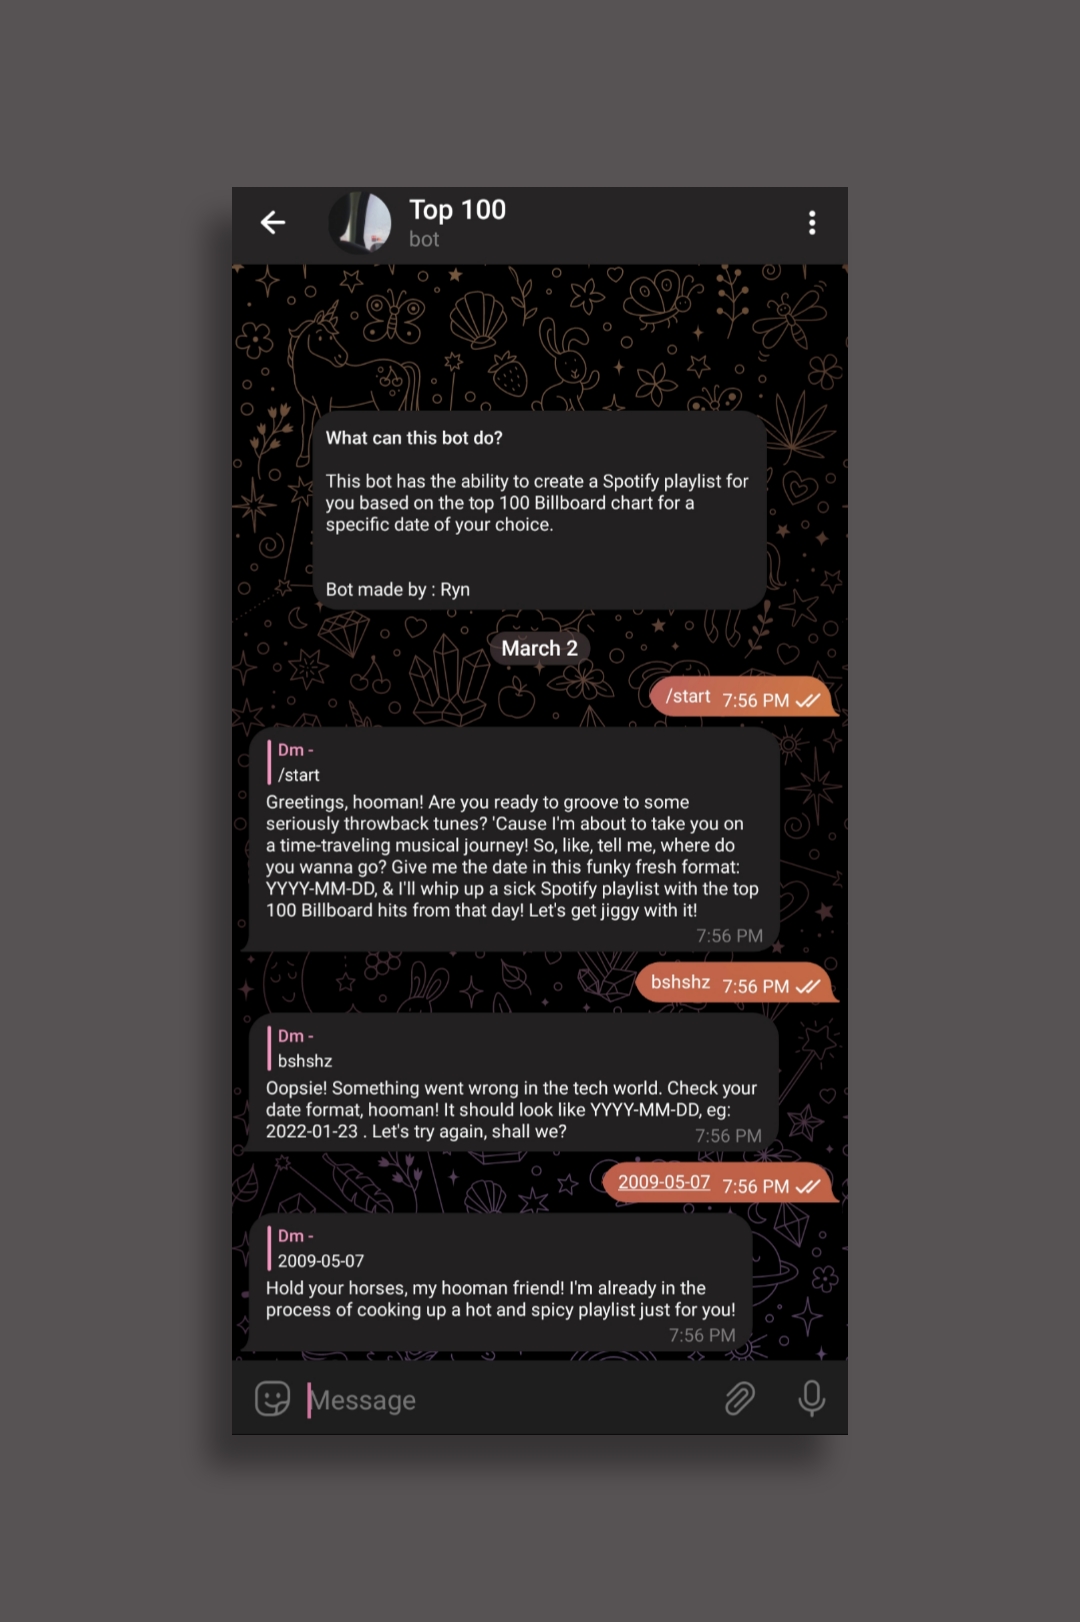 Top 100
bot
What can this bot do?
This bot has the ability to create a Spotify playlist for
you based on the top 100 Billboard chart for a
specific date of your choice.
Bot made by : Ryn
March 2
/start 7:56 PM
Dm -
/start
Greetings, hooman! Are you ready to groove to some
seriously throwback tunes? 'Cause I'm about to take you on
a time-traveling musical journey! So, like, tell me, where do
you wanna go? Give me the date in this funky fresh format:
YYYY-MM-DD, & I'll whip up a sick Spotify playlist with the top
100 Billboard hits from that day! Let's get jiggy with it!
7:56 PM
bshshz 7:56 PM
Dm -
bshshz
Oopsie! Something went wrong in the tech world. Check your
date format, hooman! It should look like YYYY-MM-DD, eg:
2022-01-23 . Let's try again, shall we? 7:56 PM
2009-05-07 7:56 PM
Dm -
2009-05-07
Hold your horses, my hooman friend! I'm already in the
process of cooking up a hot and spicy playlist just for you!
7:56 PM
Message